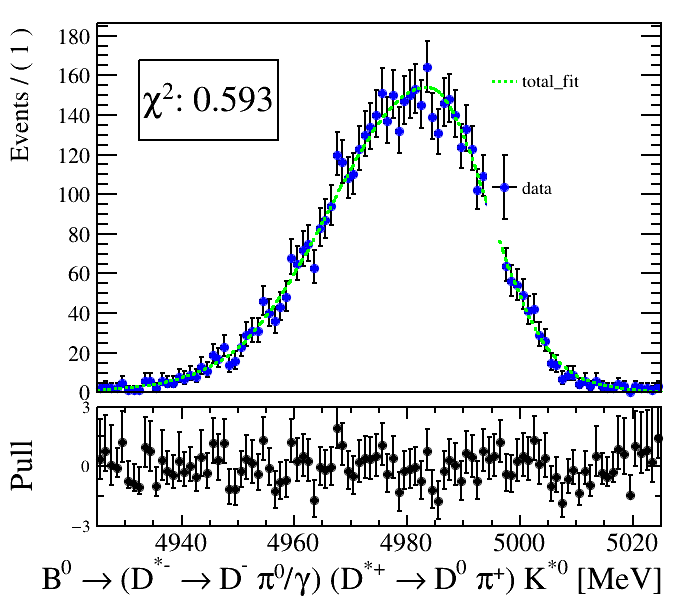 Events / ( 1 )
180
160
140
120
100
80
60
40
20
0
χ²: 0.593
total_fit
data
Pull
3
0
−3
4940 4960 4980 5000 5020
B⁰ → (D*⁻ → D⁻ π⁰/γ) (D*⁺ → D⁰ π⁺) K*⁰ [MeV]